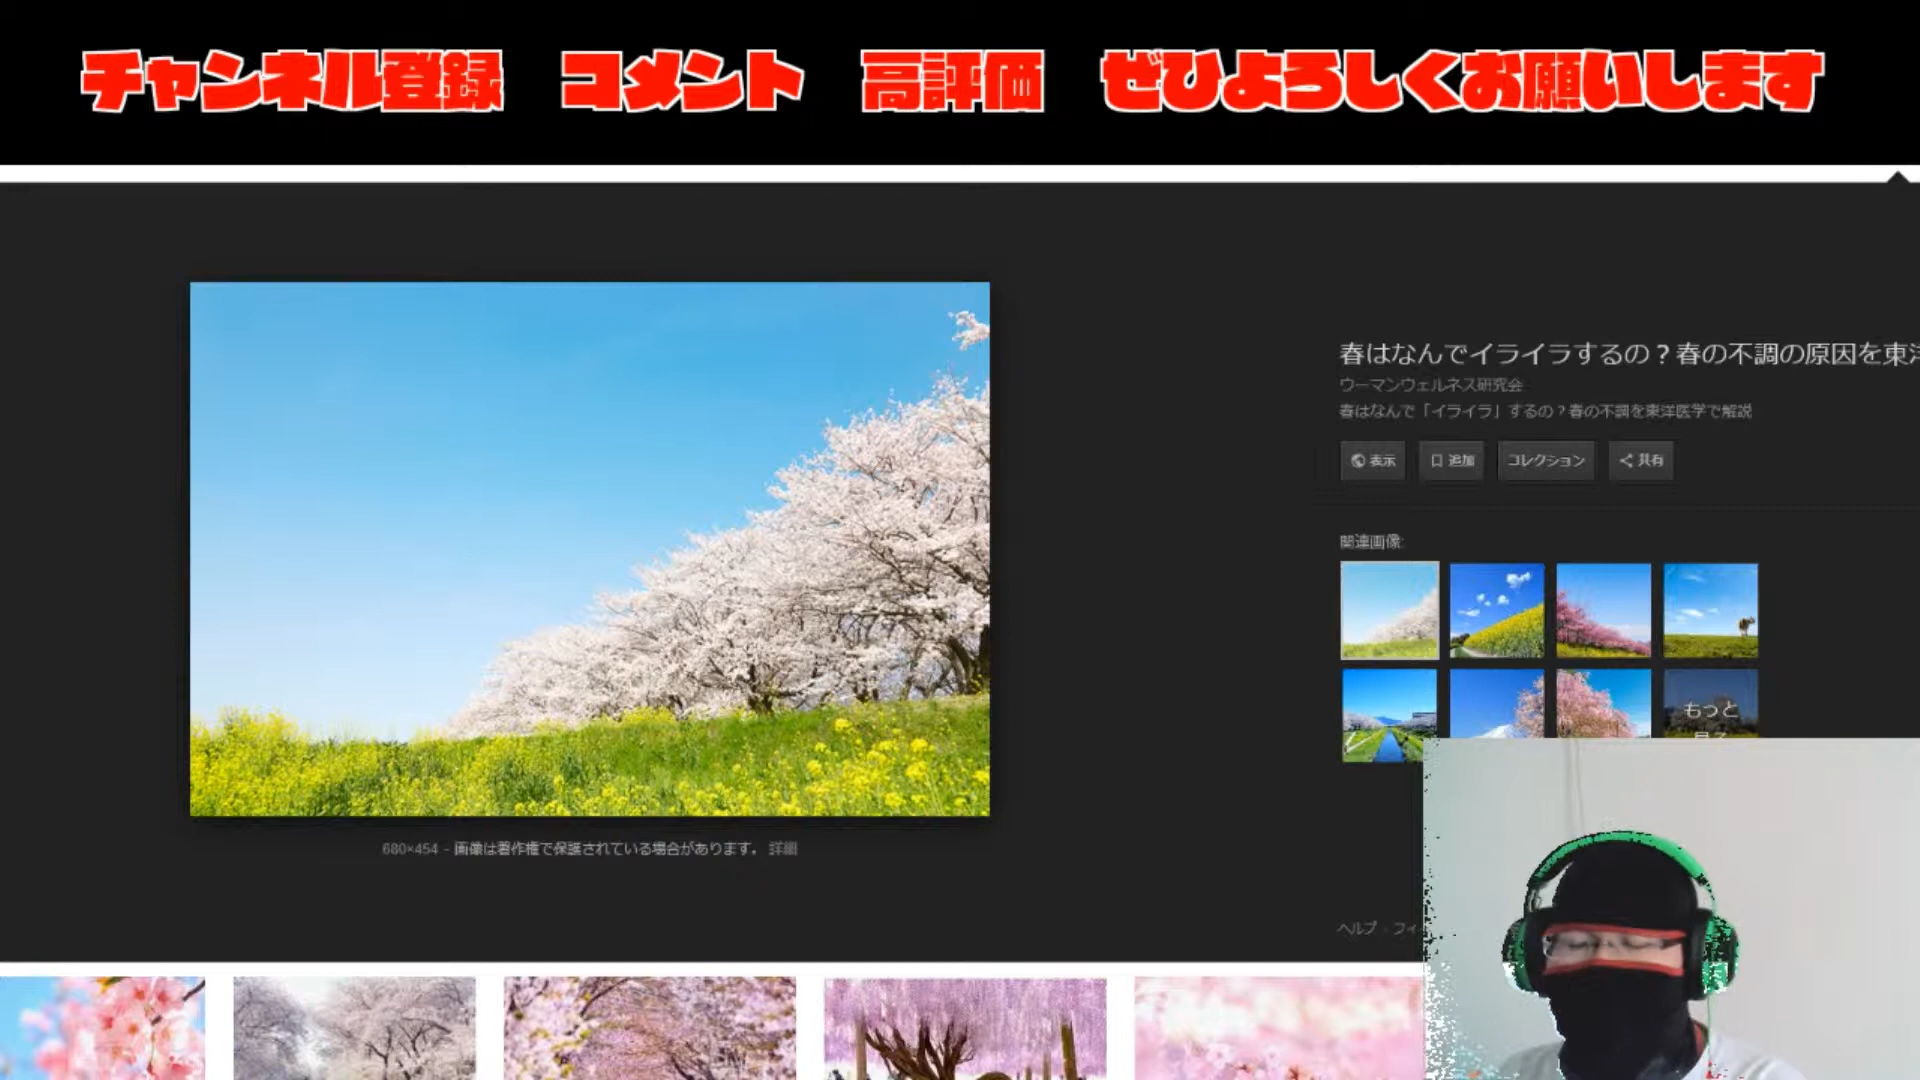 チャンネル登録　コメント　高評価　ぜひよろしくお願いします
春はなんでイライラするの？春の不調の原因を東洋
ウーマンウェルネス研究会
春はなんで「イライラ」するの？春の不調を東洋医学で解説
表示 追加 コレクション 共有
関連画像:
もっと
680×454 - 画像は著作権で保護されている場合があります。 詳細
ヘルプ - フィ